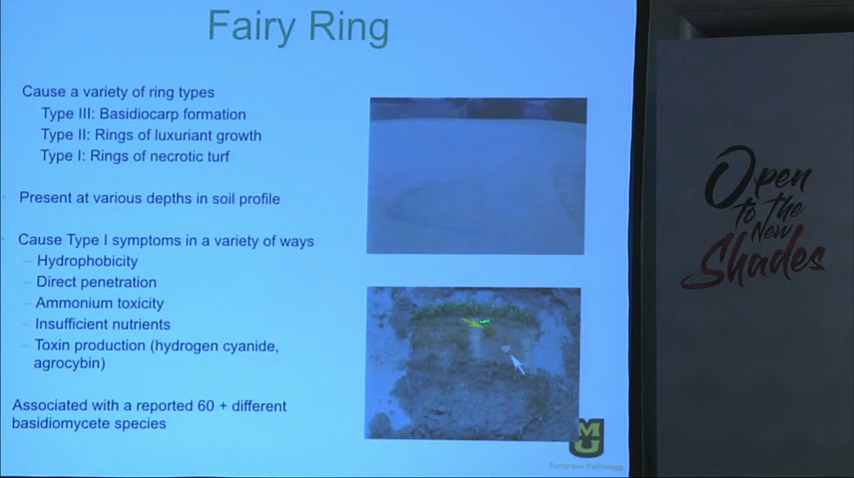 Fairy Ring
Cause a variety of ring types
Type III: Basidiocarp formation
Type II: Rings of luxuriant growth
Type I: Rings of necrotic turf
Present at various depths in soil profile
Cause Type I symptoms in a variety of ways
– Hydrophobicity
– Direct penetration
– Ammonium toxicity
– Insufficient nutrients
– Toxin production (hydrogen cyanide,
agrocybin)
Associated with a reported 60 + different
basidiomycete species
MU
Turfgrass Pathology
Open
to the
New
Shades